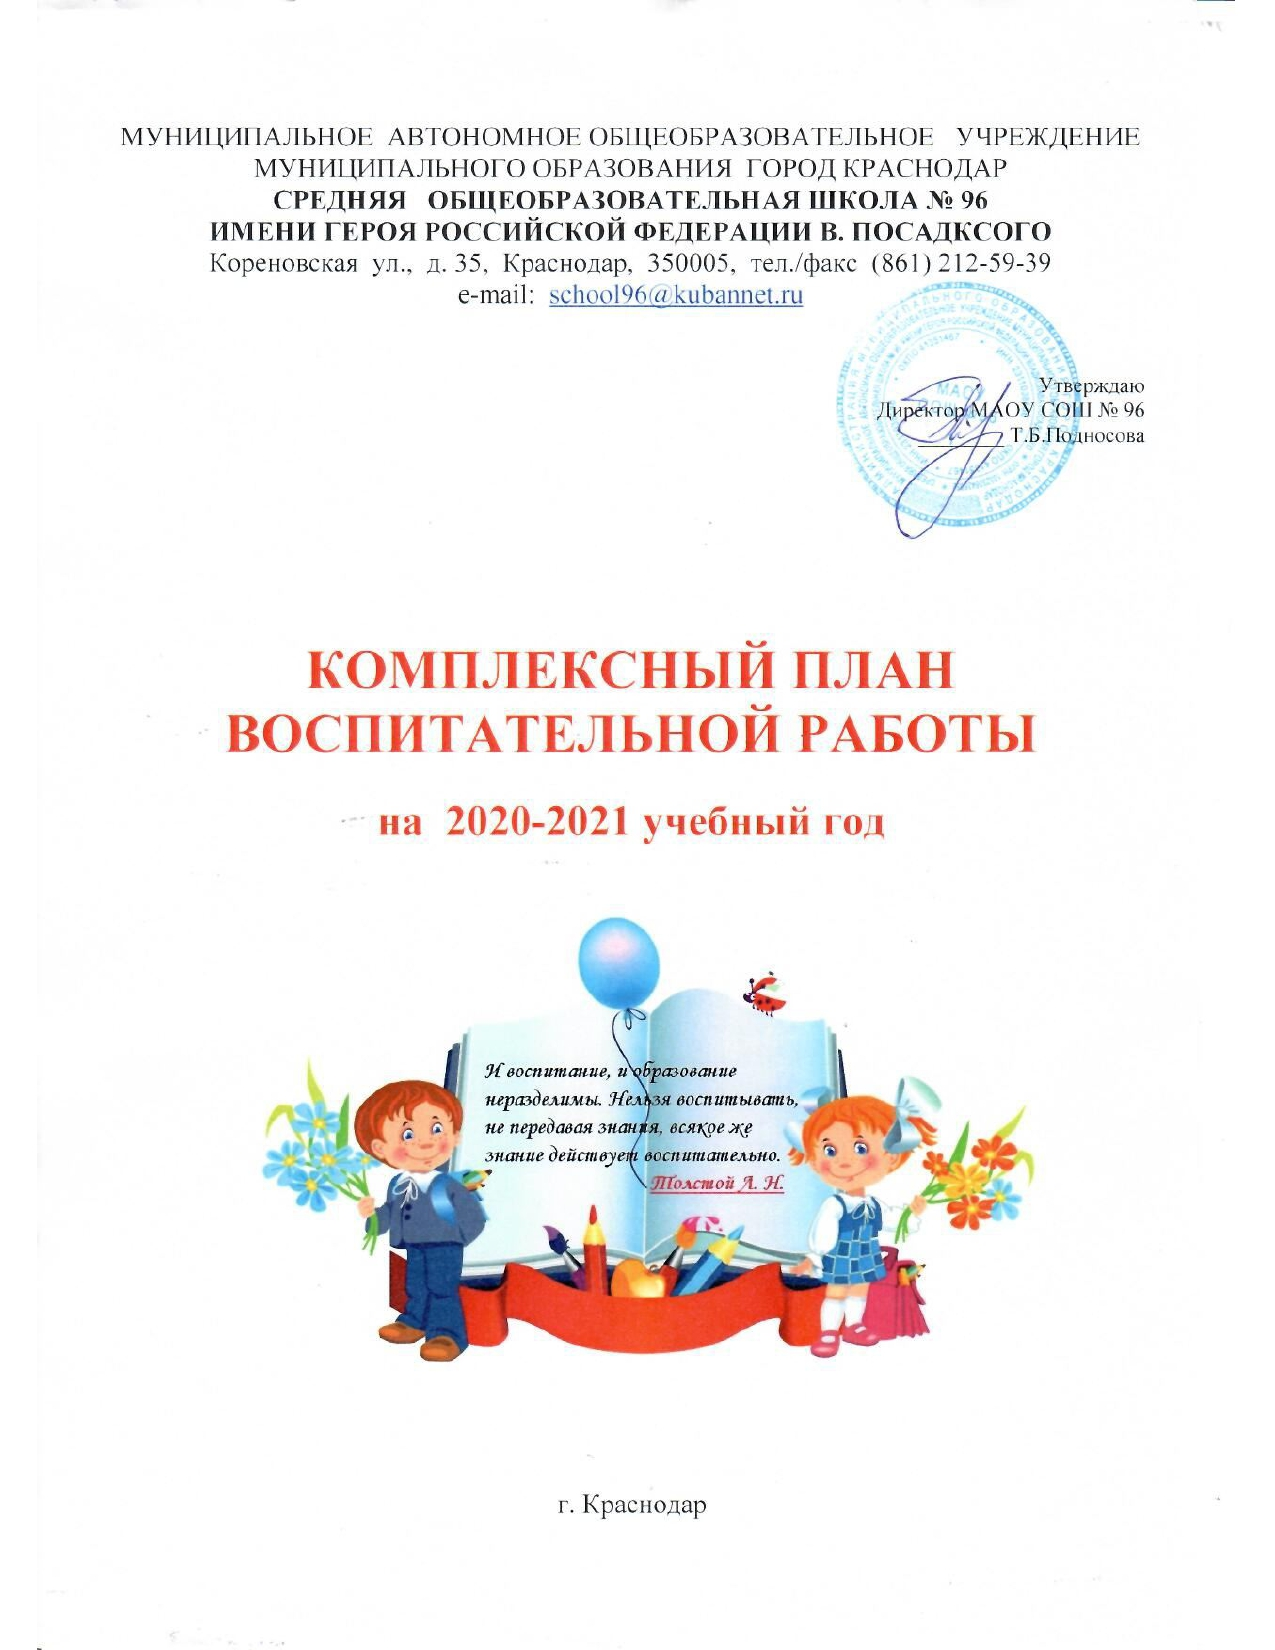 МУНИЦИПАЛЬНОЕ АВТОНОМНОЕ ОБЩЕОБРАЗОВАТЕЛЬНОЕ УЧРЕЖДЕНИЕ
МУНИЦИПАЛЬНОГО ОБРАЗОВАНИЯ ГОРОД КРАСНОДАР
СРЕДНЯЯ ОБЩЕОБРАЗОВАТЕЛЬНАЯ ШКОЛА № 96
ИМЕНИ ГЕРОЯ РОССИЙСКОЙ ФЕДЕРАЦИИ В. ПОСАДКСОГО
Кореновская ул., д. 35, Краснодар, 350005, тел./факс (861) 212-59-39
e-mail: school96@kubannet.ru
Утверждаю
Директор МАОУ СОШ № 96
________ Т.Б.Подносова
КОМПЛЕКСНЫЙ ПЛАН
ВОСПИТАТЕЛЬНОЙ РАБОТЫ
на 2020-2021 учебный год
И воспитание, и образование
неразделимы. Нельзя воспитывать,
не передавая знания, всякое же
знание действует воспитательно.
Толстой Л. Н.
г. Краснодар